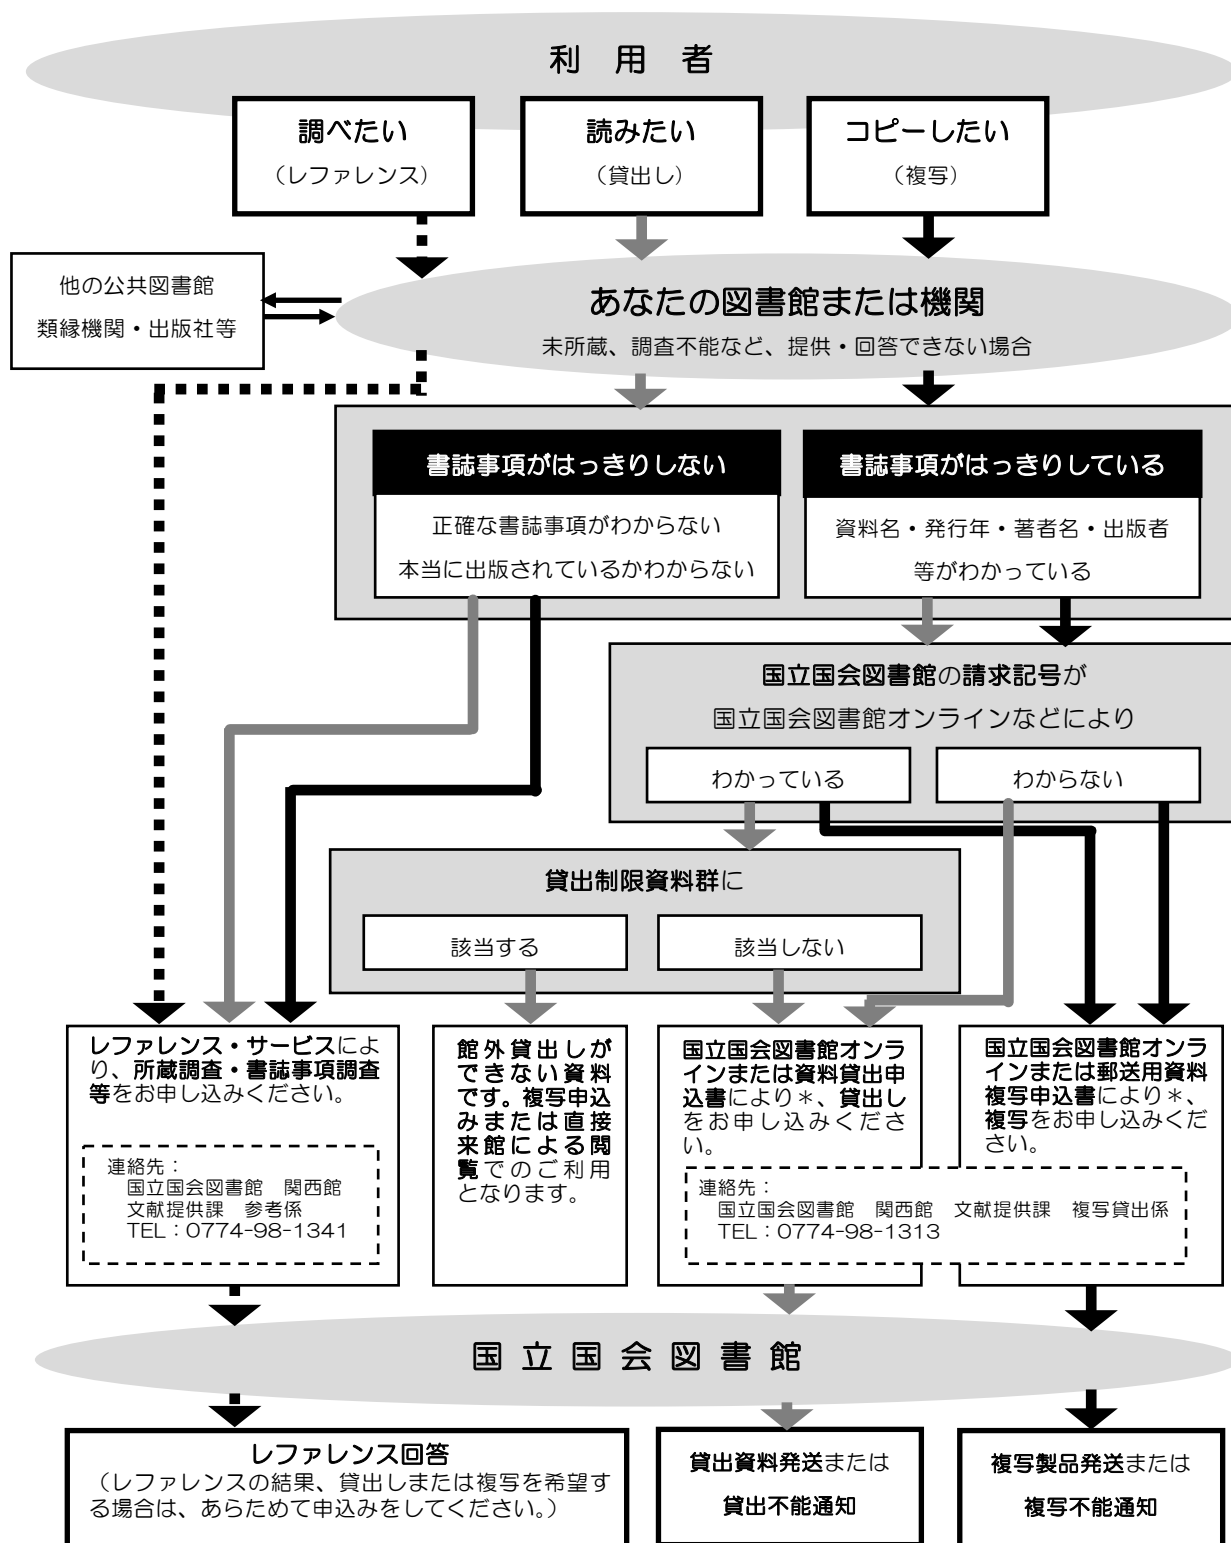 利用者
調べたい
（レファレンス）
読みたい
（貸出し）
コピーしたい
（複写）
他の公共図書館
類縁機関・出版社等
あなたの図書館または機関
未所蔵、調査不能など、提供・回答できない場合
書誌事項がはっきりしない
正確な書誌事項がわからない
本当に出版されているかわからない
書誌事項がはっきりしている
資料名・発行年・著者名・出版者
等がわかっている
国立国会図書館の請求記号が
国立国会図書館オンラインなどにより
わかっている
わからない
貸出制限資料群に
該当する
該当しない
レファレンス・サービスによ
り、所蔵調査・書誌事項調査
等をお申し込みください。
連絡先：
国立国会図書館　関西館
文献提供課　参考係
TEL：0774-98-1341
館外貸出しが
できない資料
です。複写申込
みまたは直接
来館による閲
覧でのご利用
となります。
国立国会図書館オンラ
インまたは資料貸出申
込書により＊、貸出し
をお申し込みくださ
い。
国立国会図書館オンラ
インまたは郵送用資料
複写申込書により＊、
複写をお申し込みくだ
さい。
連絡先：
国立国会図書館　関西館　文献提供課　複写貸出係
TEL：0774-98-1313
国立国会図書館
レファレンス回答
（レファレンスの結果、貸出しまたは複写を希望す
る場合は、あらためて申込みをしてください。）
貸出資料発送または
貸出不能通知
複写製品発送または
複写不能通知